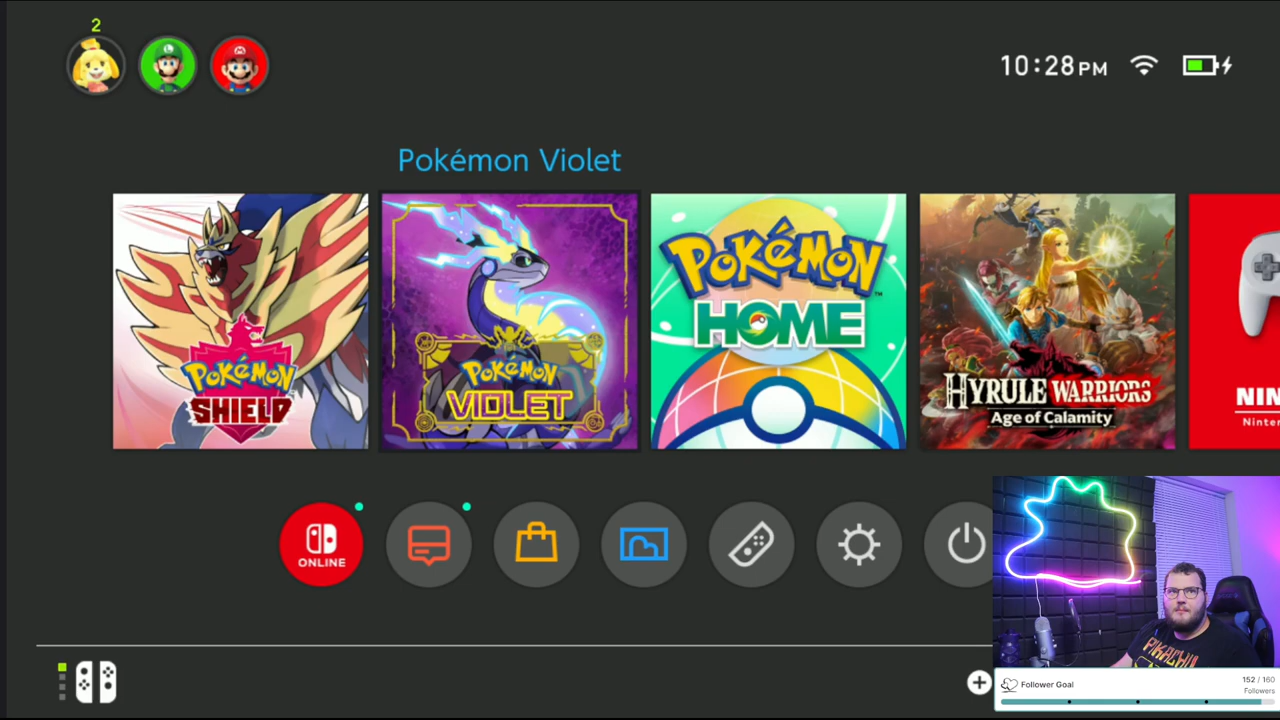 2
10:28PM
Pokémon Violet
POKÉMON
SHIELD
POKÉMON
VIOLET
POKÉMON
HOME
HYRULE WARRIORS
Age of Calamity
ONLINE
PIKACHU
Follower Goal
152 / 160
Followers